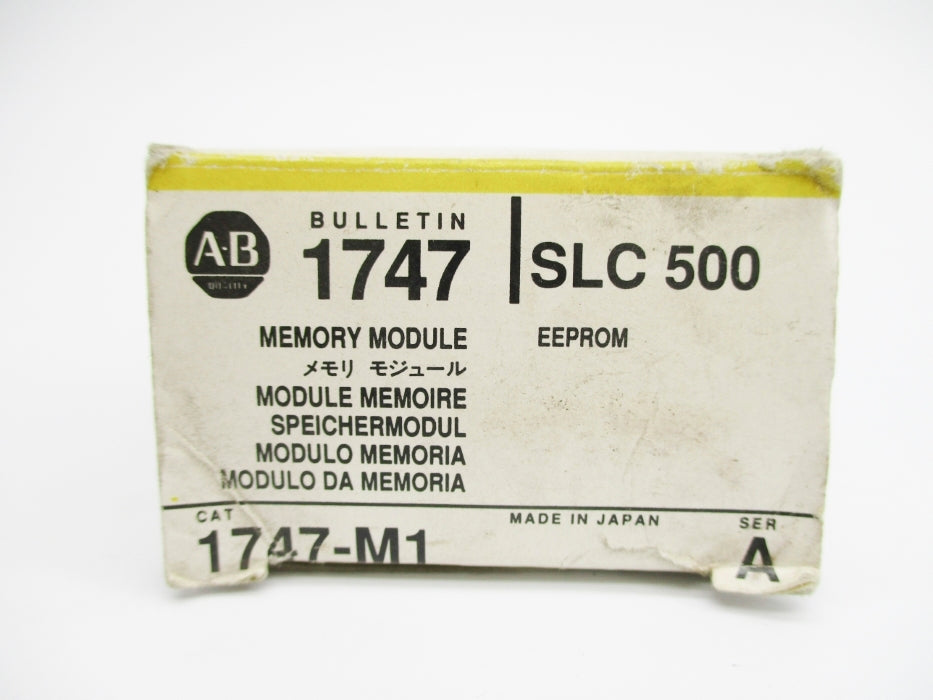 A·B
BULLETIN
1747
SLC 500
MEMORY MODULE
EEPROM
メモリ モジュール
MODULE MEMOIRE
SPEICHERMODUL
MODULO MEMORIA
MODULO DA MEMORIA
CAT
MADE IN JAPAN
SER
1747-M1
A